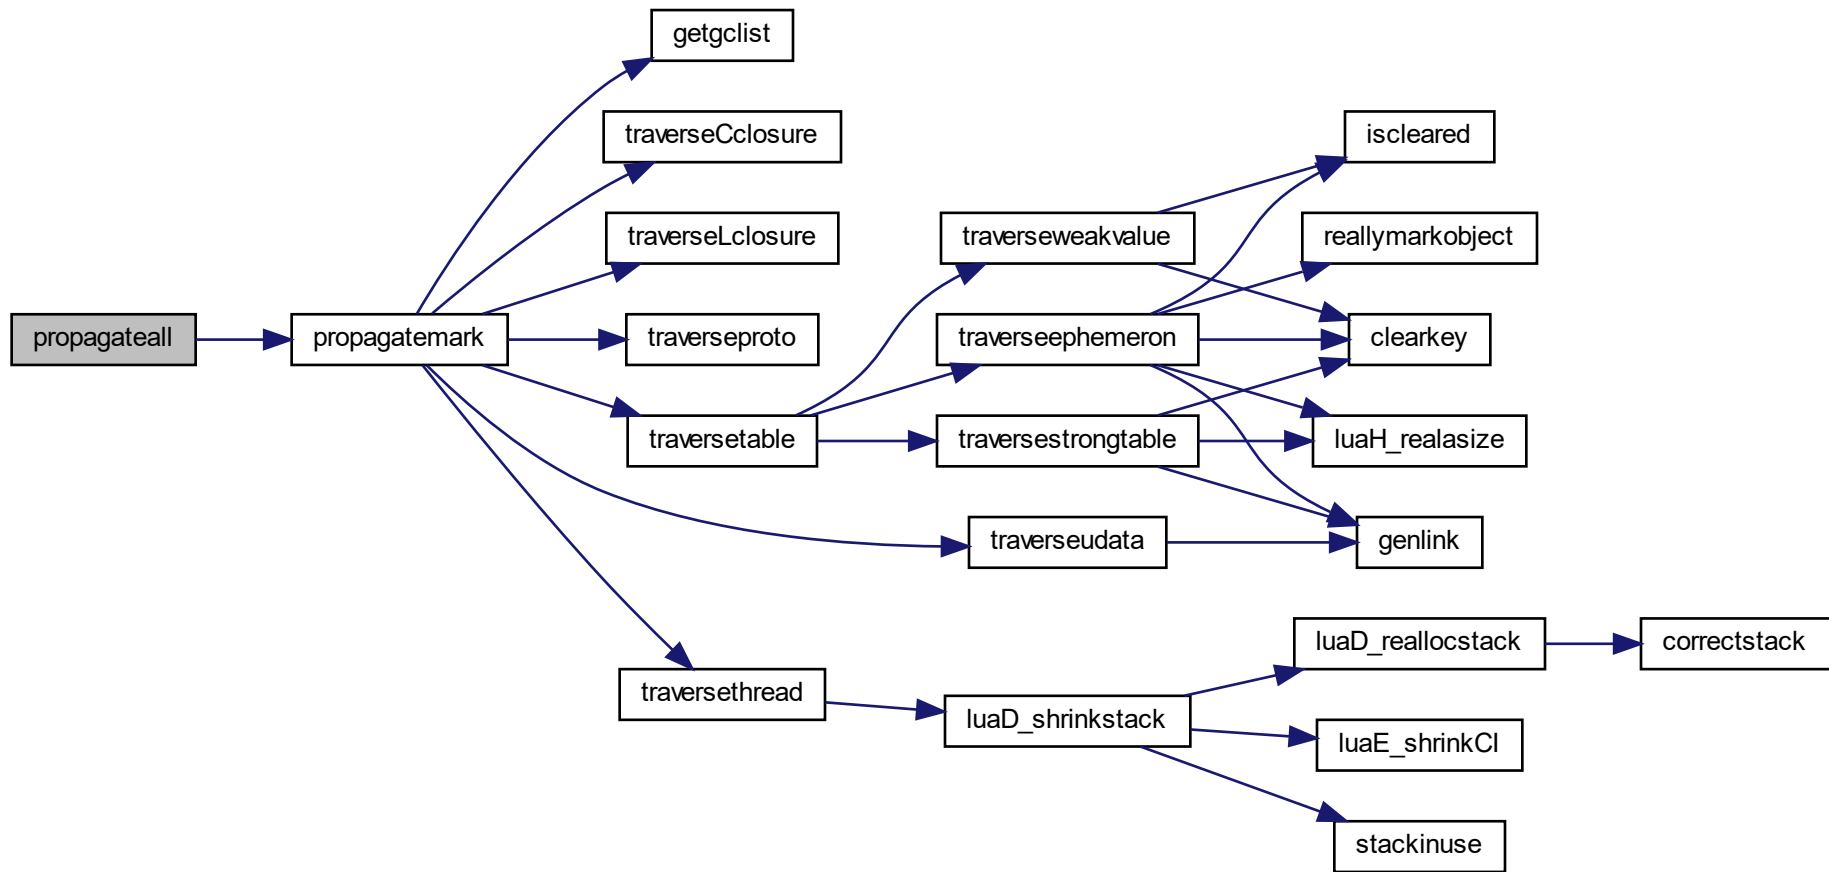 getgclist
traverseCclosure
iscleared
traverseLclosure
traverseweakvalue
reallymarkobject
propagateall
propagatemark
traverseproto
traverseephemeron
clearkey
traversetable
traversestrongtable
luaH_realasize
traverseudata
genlink
luaD_reallocstack
correctstack
traversethread
luaD_shrinkstack
luaE_shrinkCI
stackinuse